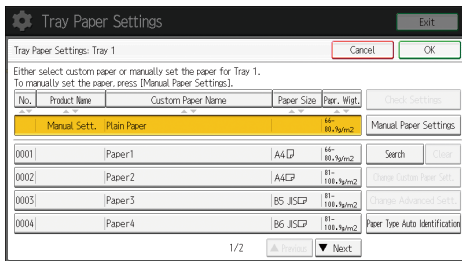 Tray Paper Settings
Exit
Tray Paper Settings: Tray 1
Cancel
OK
Either select custom paper or manually set the paper for Tray 1.
To manually set the paper, press [Manual Paper Settings].
No. Product Name Custom Paper Name Paper Size Papr. Wigt.
Check Settings
Manual Sett. Plain Paper 66-80.9g/m2
Manual Paper Settings
0001 Paper1 A4 66-80.9g/m2
Search
Clear
0002 Paper2 A4 81-100.9g/m2
Change Custom Paper Sett.
0003 Paper3 B5 JIS 81-100.9g/m2
Change Advanced Sett.
0004 Paper4 B6 JIS 81-100.9g/m2
Paper Type Auto Identification
1/2
▲ Previous
▼ Next